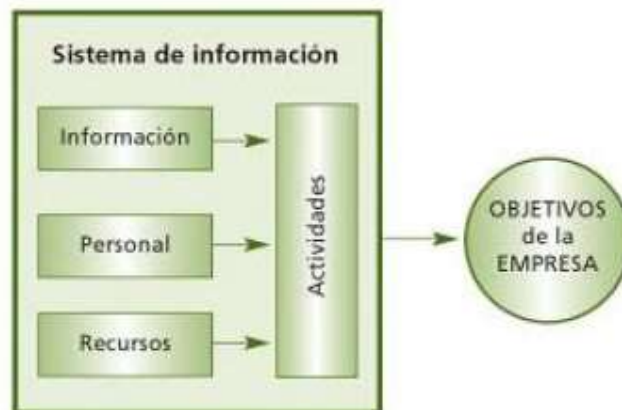 Sistema de información
Información
Personal
Recursos
Actividades
OBJETIVOS
de la
EMPRESA